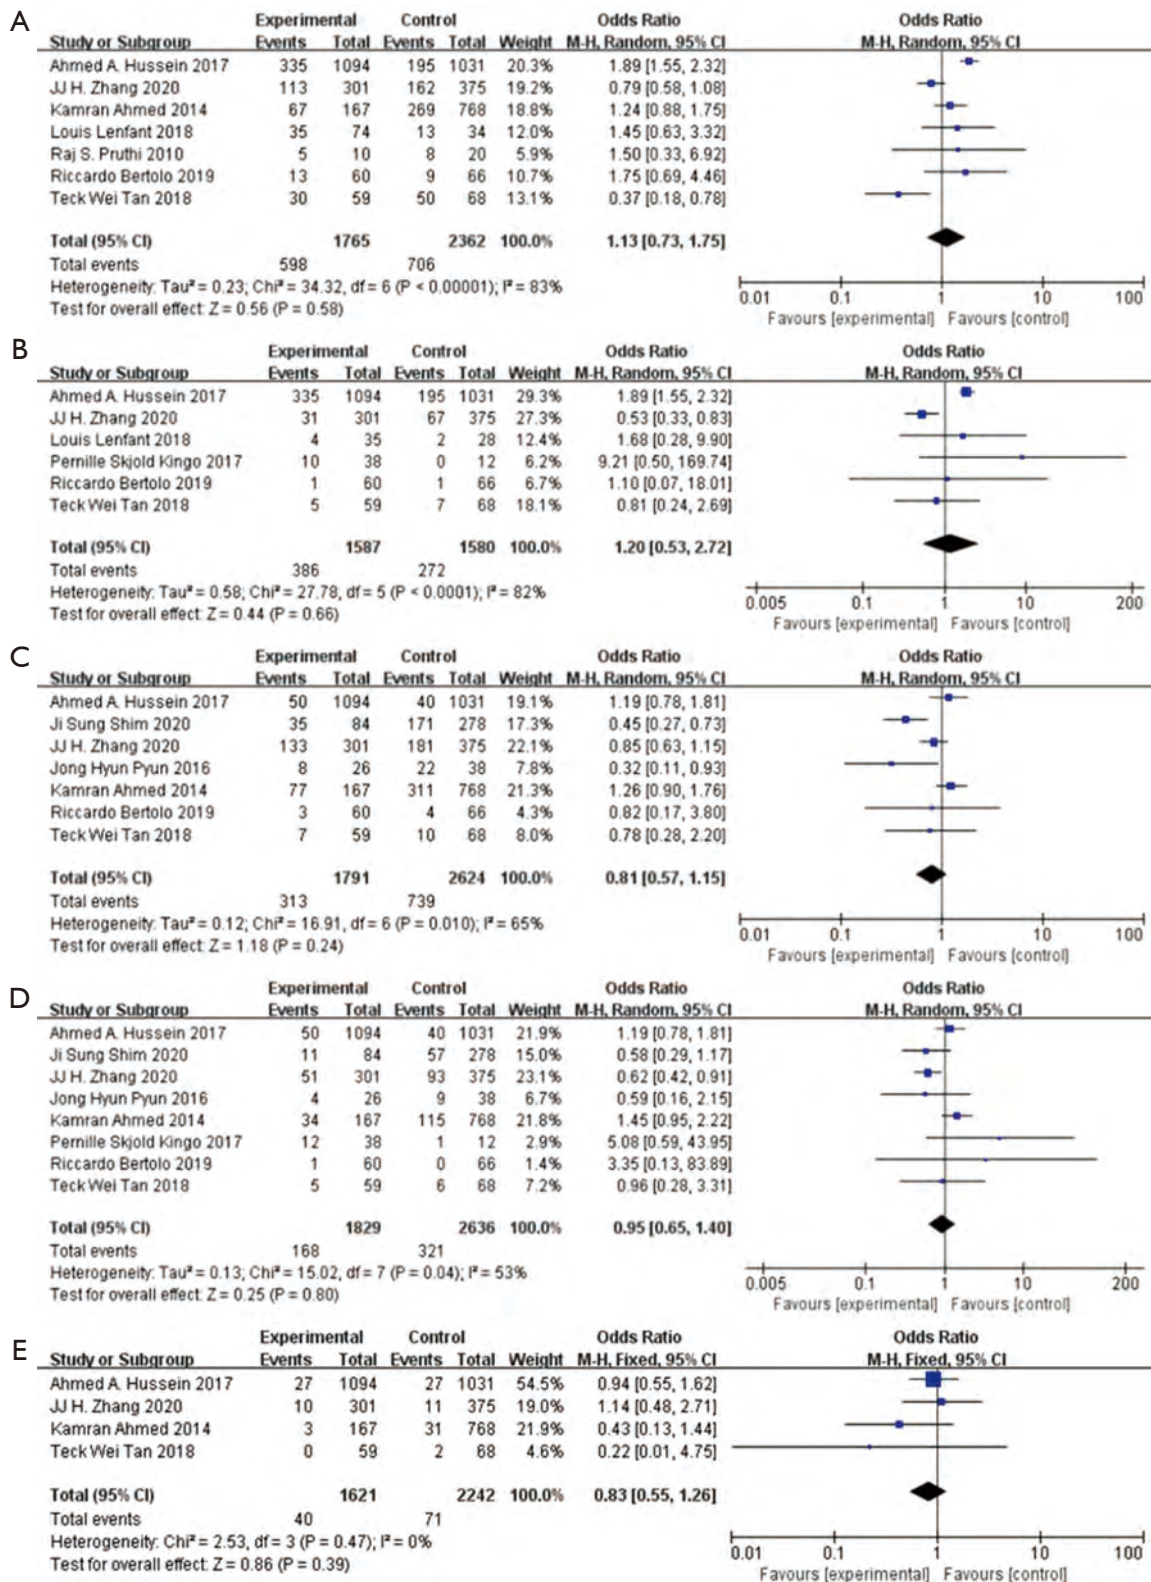 A
Experimental Control Odds Ratio Odds Ratio
Study or Subgroup Events Total Events Total Weight M-H, Random, 95% CI M-H, Random, 95% CI
Ahmed A. Hussein 2017 335 1094 195 1031 20.3% 1.89 [1.55, 2.32]
JJ H. Zhang 2020 113 301 162 375 19.2% 0.79 [0.58, 1.08]
Kamran Ahmed 2014 67 167 269 768 18.8% 1.24 [0.88, 1.75]
Louis Lenfant 2018 35 74 13 34 12.0% 1.45 [0.63, 3.32]
Raj S. Pruthi 2010 5 10 8 20 5.9% 1.50 [0.33, 6.92]
Riccardo Bertolo 2019 13 60 9 66 10.7% 1.75 [0.69, 4.46]
Teck Wei Tan 2018 30 59 50 68 13.1% 0.37 [0.18, 0.78]
Total (95% CI) 1765 2362 100.0% 1.13 [0.73, 1.75]
Total events 598 706
Heterogeneity: Tau² = 0.23; Chi² = 34.32, df = 6 (P < 0.00001); I² = 83%
Test for overall effect: Z = 0.56 (P = 0.58)
0.01 0.1 1 10 100
Favours [experimental] Favours [control]
B
Experimental Control Odds Ratio Odds Ratio
Study or Subgroup Events Total Events Total Weight M-H, Random, 95% CI M-H, Random, 95% CI
Ahmed A. Hussein 2017 335 1094 195 1031 29.3% 1.89 [1.55, 2.32]
JJ H. Zhang 2020 31 301 67 375 27.3% 0.53 [0.33, 0.83]
Louis Lenfant 2018 4 35 2 28 12.4% 1.68 [0.28, 9.90]
Pernille Skjold Kingo 2017 10 38 0 12 6.2% 9.21 [0.50, 169.74]
Riccardo Bertolo 2019 1 60 1 66 6.7% 1.10 [0.07, 18.01]
Teck Wei Tan 2018 5 59 7 68 18.1% 0.81 [0.24, 2.69]
Total (95% CI) 1587 1580 100.0% 1.20 [0.53, 2.72]
Total events 386 272
Heterogeneity: Tau² = 0.58; Chi² = 27.78, df = 5 (P < 0.0001); I² = 82%
Test for overall effect: Z = 0.44 (P = 0.66)
0.005 0.1 1 10 200
Favours [experimental] Favours [control]
C
Experimental Control Odds Ratio Odds Ratio
Study or Subgroup Events Total Events Total Weight M-H, Random, 95% CI M-H, Random, 95% CI
Ahmed A. Hussein 2017 50 1094 40 1031 19.1% 1.19 [0.78, 1.81]
Ji Sung Shim 2020 35 84 171 278 17.3% 0.45 [0.27, 0.73]
JJ H. Zhang 2020 133 301 181 375 22.1% 0.85 [0.63, 1.15]
Jong Hyun Pyun 2016 8 26 22 38 7.8% 0.32 [0.11, 0.93]
Kamran Ahmed 2014 77 167 311 768 21.3% 1.26 [0.90, 1.76]
Riccardo Bertolo 2019 3 60 4 66 4.3% 0.82 [0.17, 3.80]
Teck Wei Tan 2018 7 59 10 68 8.0% 0.78 [0.28, 2.20]
Total (95% CI) 1791 2624 100.0% 0.81 [0.57, 1.15]
Total events 313 739
Heterogeneity: Tau² = 0.12; Chi² = 16.91, df = 6 (P = 0.010); I² = 65%
Test for overall effect: Z = 1.18 (P = 0.24)
0.01 0.1 1 10 100
Favours [experimental] Favours [control]
D
Experimental Control Odds Ratio Odds Ratio
Study or Subgroup Events Total Events Total Weight M-H, Random, 95% CI M-H, Random, 95% CI
Ahmed A. Hussein 2017 50 1094 40 1031 21.9% 1.19 [0.78, 1.81]
Ji Sung Shim 2020 11 84 57 278 15.0% 0.58 [0.29, 1.17]
JJ H. Zhang 2020 51 301 93 375 23.1% 0.62 [0.42, 0.91]
Jong Hyun Pyun 2016 4 26 9 38 6.7% 0.59 [0.16, 2.15]
Kamran Ahmed 2014 34 167 115 768 21.8% 1.45 [0.95, 2.22]
Pernille Skjold Kingo 2017 12 38 1 12 2.9% 5.08 [0.59, 43.95]
Riccardo Bertolo 2019 1 60 0 66 1.4% 3.35 [0.13, 83.89]
Teck Wei Tan 2018 5 59 6 68 7.2% 0.96 [0.28, 3.31]
Total (95% CI) 1829 2636 100.0% 0.95 [0.65, 1.40]
Total events 168 321
Heterogeneity: Tau² = 0.13; Chi² = 15.02, df = 7 (P = 0.04); I² = 53%
Test for overall effect: Z = 0.25 (P = 0.80)
0.005 0.1 1 10 200
Favours [experimental] Favours [control]
E
Experimental Control Odds Ratio Odds Ratio
Study or Subgroup Events Total Events Total Weight M-H, Fixed, 95% CI M-H, Fixed, 95% CI
Ahmed A. Hussein 2017 27 1094 27 1031 54.5% 0.94 [0.55, 1.62]
JJ H. Zhang 2020 10 301 11 375 19.0% 1.14 [0.48, 2.71]
Kamran Ahmed 2014 3 167 31 768 21.9% 0.43 [0.13, 1.44]
Teck Wei Tan 2018 0 59 2 68 4.6% 0.22 [0.01, 4.75]
Total (95% CI) 1621 2242 100.0% 0.83 [0.55, 1.26]
Total events 40 71
Heterogeneity: Chi² = 2.53, df = 3 (P = 0.47); I² = 0%
Test for overall effect: Z = 0.86 (P = 0.39)
0.01 0.1 1 10 100
Favours [experimental] Favours [control]